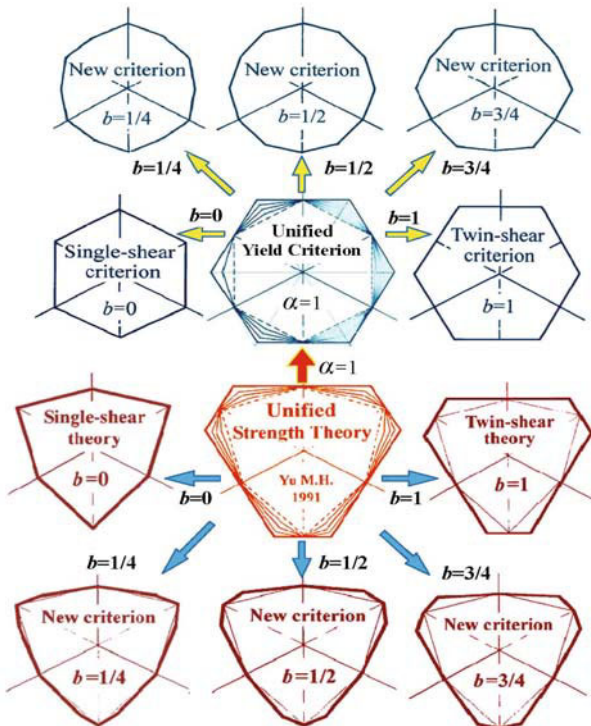 New criterion
b=1/4
New criterion
b=1/2
New criterion
b=3/4
b=1/4
b=1/2
b=3/4
b=0
b=1
Single-shear
criterion
b=0
Unified
Yield Criterion
α=1
Twin-shear
criterion
b=1
α=1
Single-shear
theory
b=0
Unified
Strength Theory
Yu M.H.
1991
Twin-shear
theory
b=1
b=0
b=1
b=1/4
b=1/2
b=3/4
New criterion
b=1/4
New criterion
b=1/2
New criterion
b=3/4